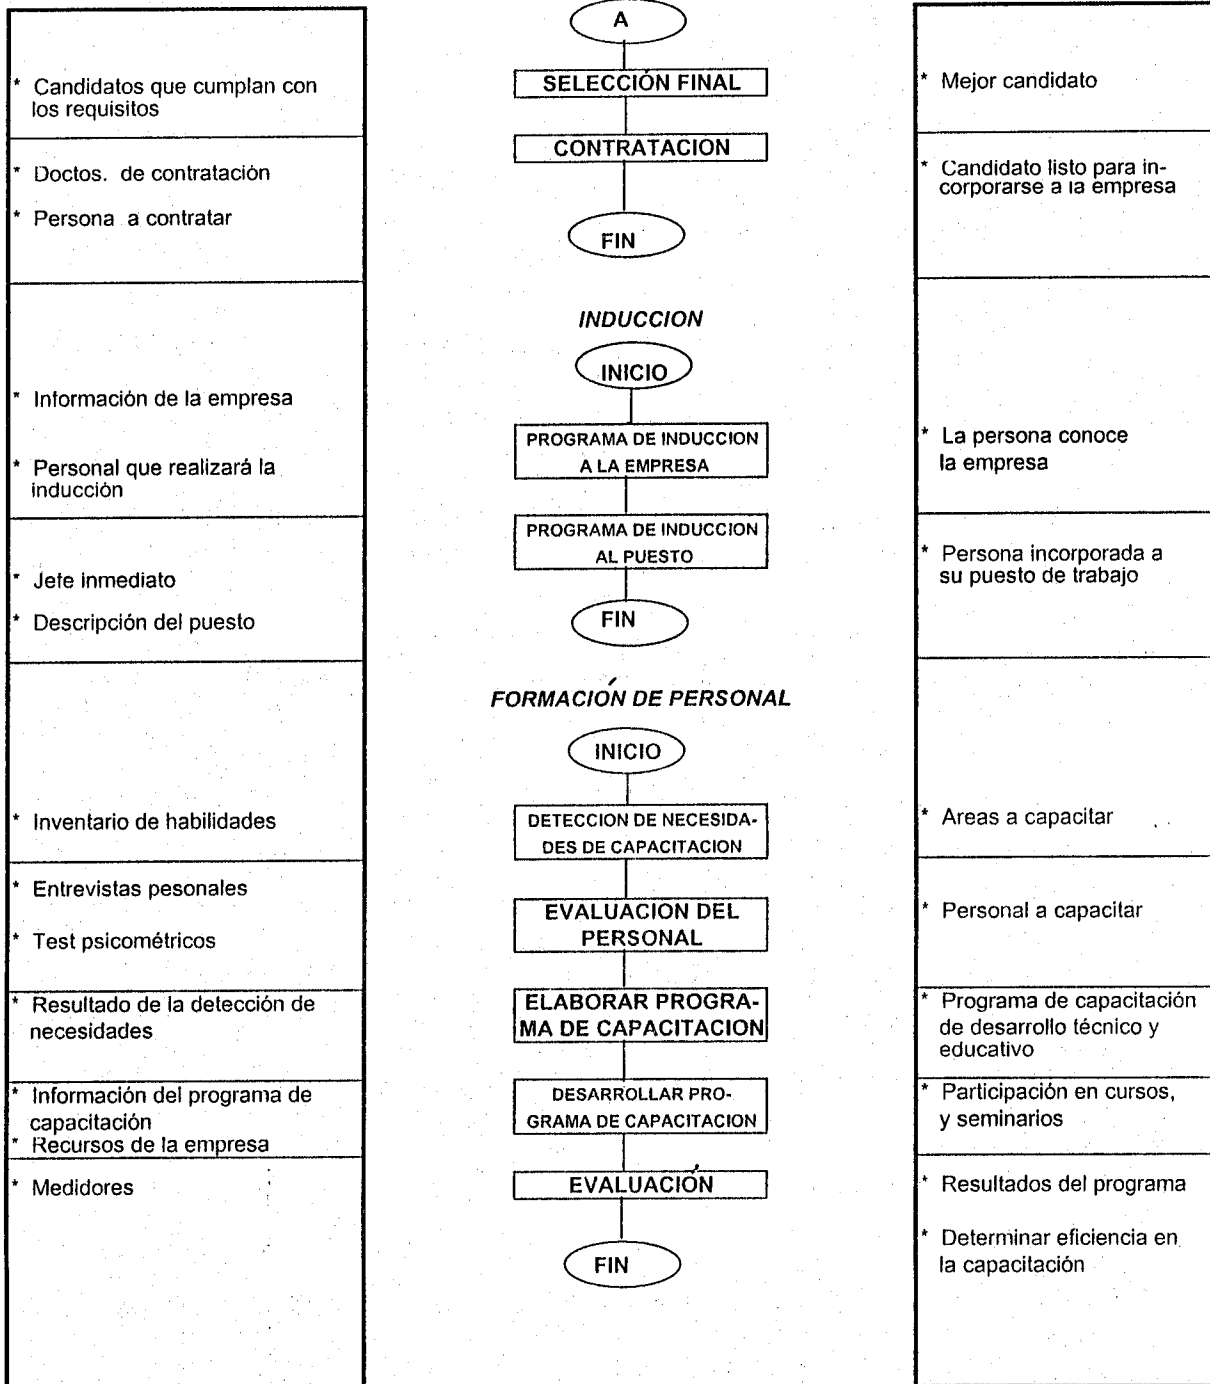 A
* Candidatos que cumplan con
los requisitos
SELECCIÓN FINAL
* Mejor candidato
* Doctos. de contratación
* Persona a contratar
CONTRATACION
* Candidato listo para in-
corporarse a la empresa
FIN
INDUCCION
INICIO
* Información de la empresa
* Personal que realizará la
inducción
PROGRAMA DE INDUCCION
A LA EMPRESA
* La persona conoce
la empresa
* Jefe inmediato
* Descripción del puesto
PROGRAMA DE INDUCCION
AL PUESTO
* Persona incorporada a
su puesto de trabajo
FIN
FORMACIÓN DE PERSONAL
INICIO
* Inventario de habilidades
DETECCION DE NECESIDA-
DES DE CAPACITACION
* Areas a capacitar
* Entrevistas pesonales
* Test psicométricos
EVALUACION DEL
PERSONAL
* Personal a capacitar
* Resultado de la detección de
necesidades
ELABORAR PROGRA-
MA DE CAPACITACION
* Programa de capacitación
de desarrollo técnico y
educativo
* Información del programa de
capacitación
* Recursos de la empresa
DESARROLLAR PRO-
GRAMA DE CAPACITACION
* Participación en cursos,
y seminarios
* Medidores
EVALUACIÓN
* Resultados del programa
* Determinar eficiencia en
la capacitación
FIN